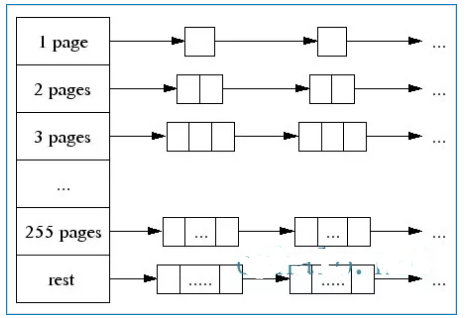 1 page ...
2 pages ...
3 pages ...
...
255 pages ... ... ...
rest ..... ..... ...